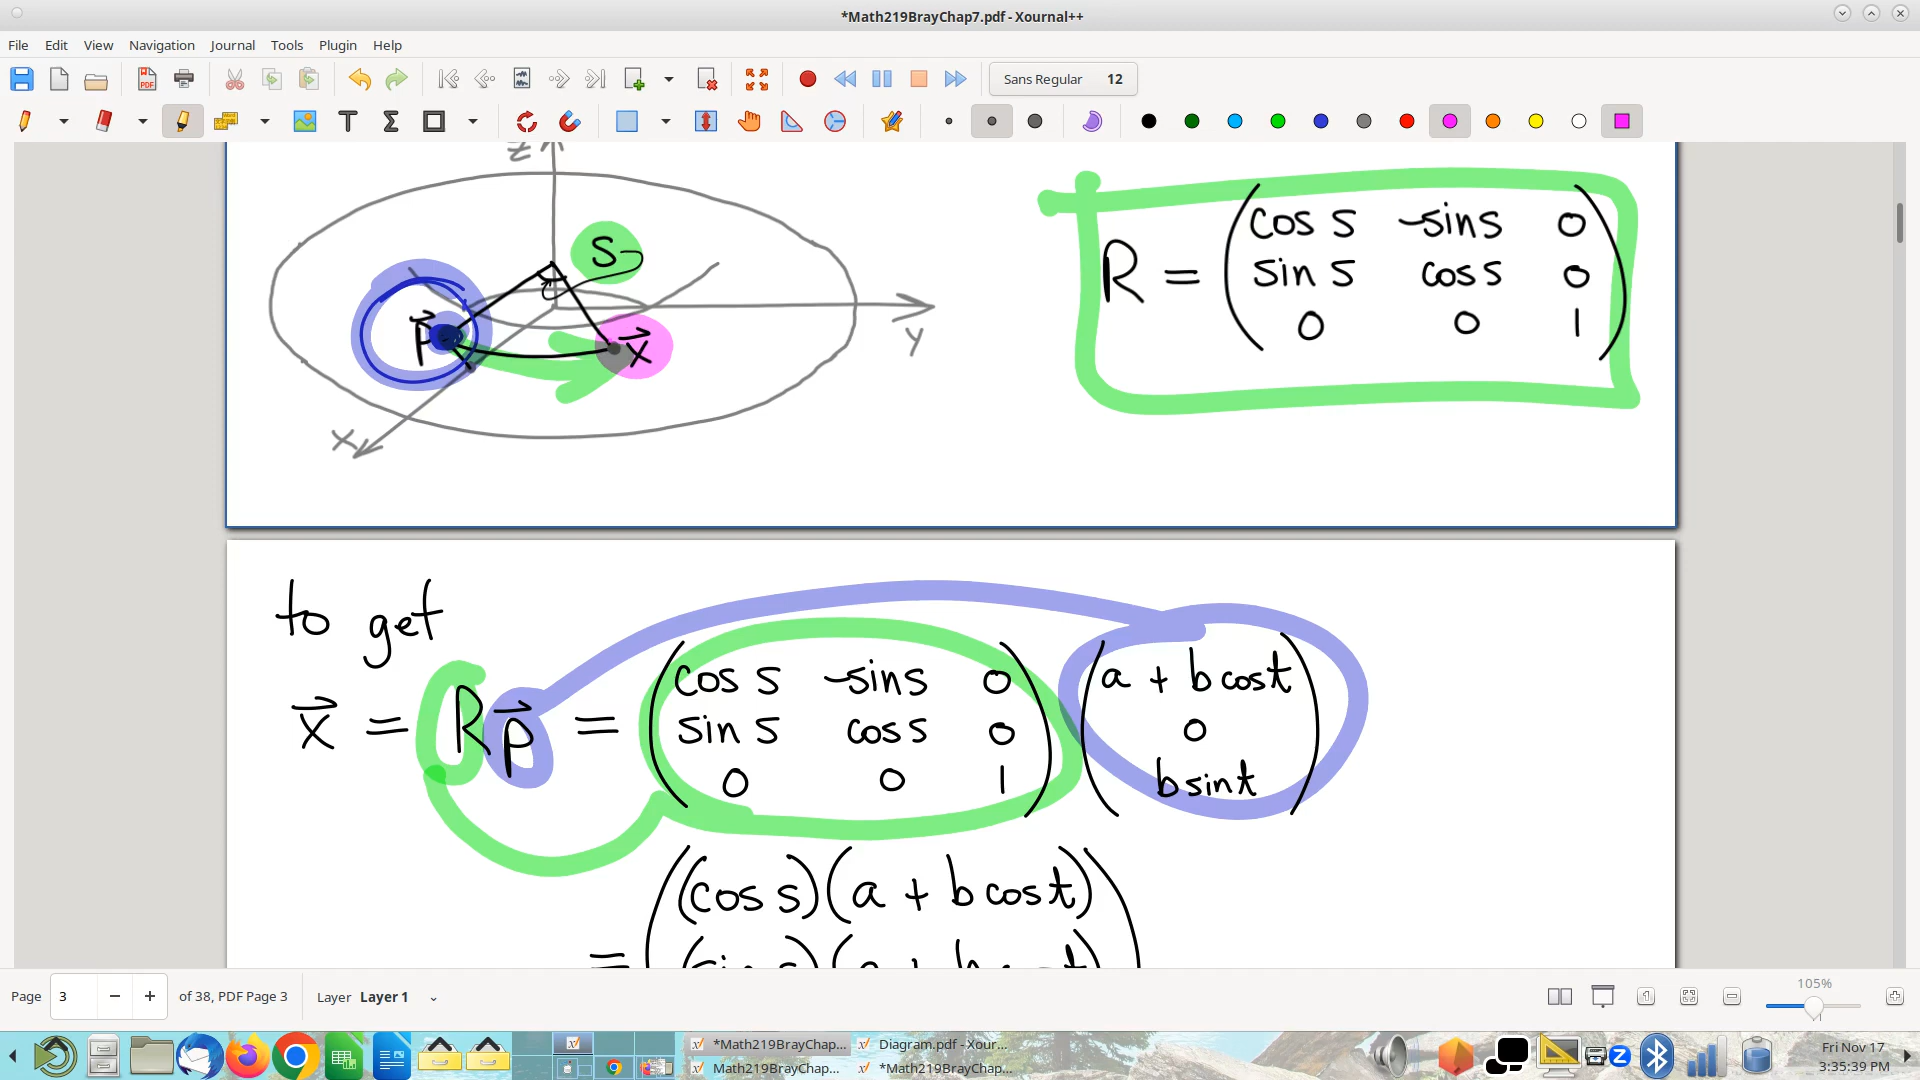 *Math219BrayChap7.pdf - Xournal++
File Edit View Navigation Journal Tools Plugin Help
Sans Regular 12
z
S
p
x
y
x
R = ( cos s -sin s 0
sin s cos s 0
0 0 1 )
to get
x = Rp = ( cos s -sin s 0
sin s cos s 0
0 0 1 ) ( a + b cos t
0
b sin t )
= ( (cos s)(a + b cos t)
(sin s)(a + b cos t)
Page 3 of 38, PDF Page 3 Layer Layer 1
105%
*Math219BrayChap... Diagram.pdf - Xour...
Math219BrayChap... *Math219BrayChap...
Fri Nov 17
3:35:39 PM